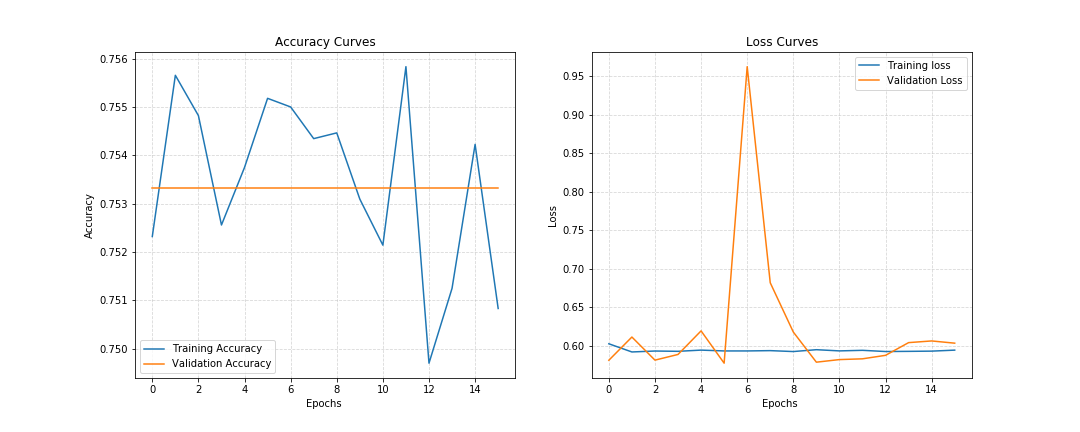 Accuracy Curves
0.756
0.755
0.754
0.753
0.752
0.751
0.750
Accuracy
Training Accuracy
Validation Accuracy
0 2 4 6 8 10 12 14
Epochs
Loss Curves
Training loss
Validation Loss
0.95
0.90
0.85
0.80
0.75
0.70
0.65
0.60
Loss
0 2 4 6 8 10 12 14
Epochs